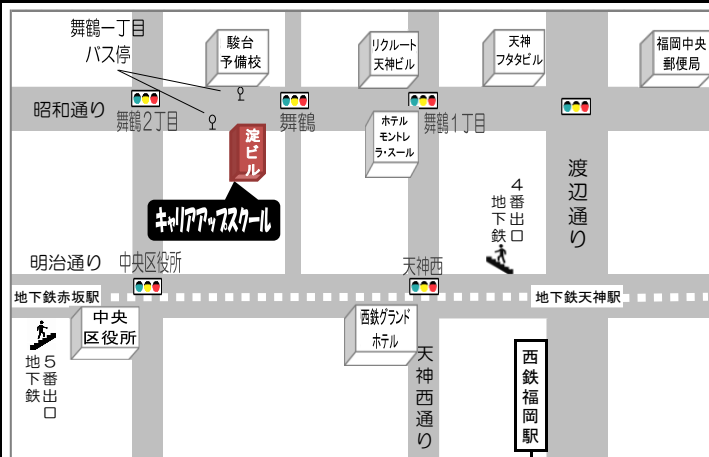 舞鶴一丁目
バス停
駿台
予備校
リクルート
天神ビル
天神
フタタビル
福岡中央
郵便局
昭和通り
舞鶴2丁目
舞鶴
舞鶴1丁目
淀ビル
ホテル
モントレ
ラ・スール
キャリアアップスクール
渡辺通り
4番出口
地下鉄
明治通り
中央区役所
天神西
地下鉄赤坂駅
地下鉄天神駅
中央
区役所
西鉄グランド
ホテル
5番出口
地下鉄
天神西通り
西鉄福岡駅